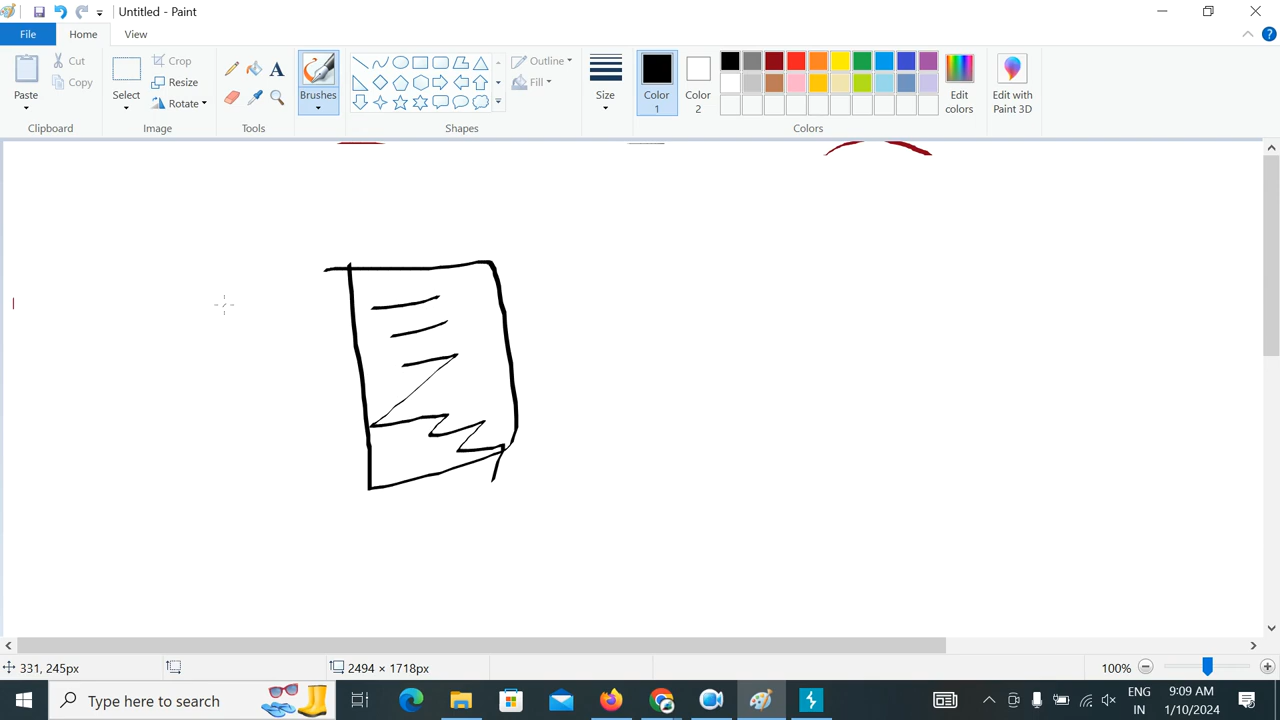 Untitled - Paint
File
Home
View
Paste
Cut
Copy
Clipboard
Select
Crop
Resize
Rotate
Image
Tools
Brushes
Shapes
Outline
Fill
Size
Color 1
Color 2
Edit colors
Colors
Edit with Paint 3D
331, 245px
2494 × 1718px
100%
Type here to search
ENG
IN
9:09 AM
1/10/2024